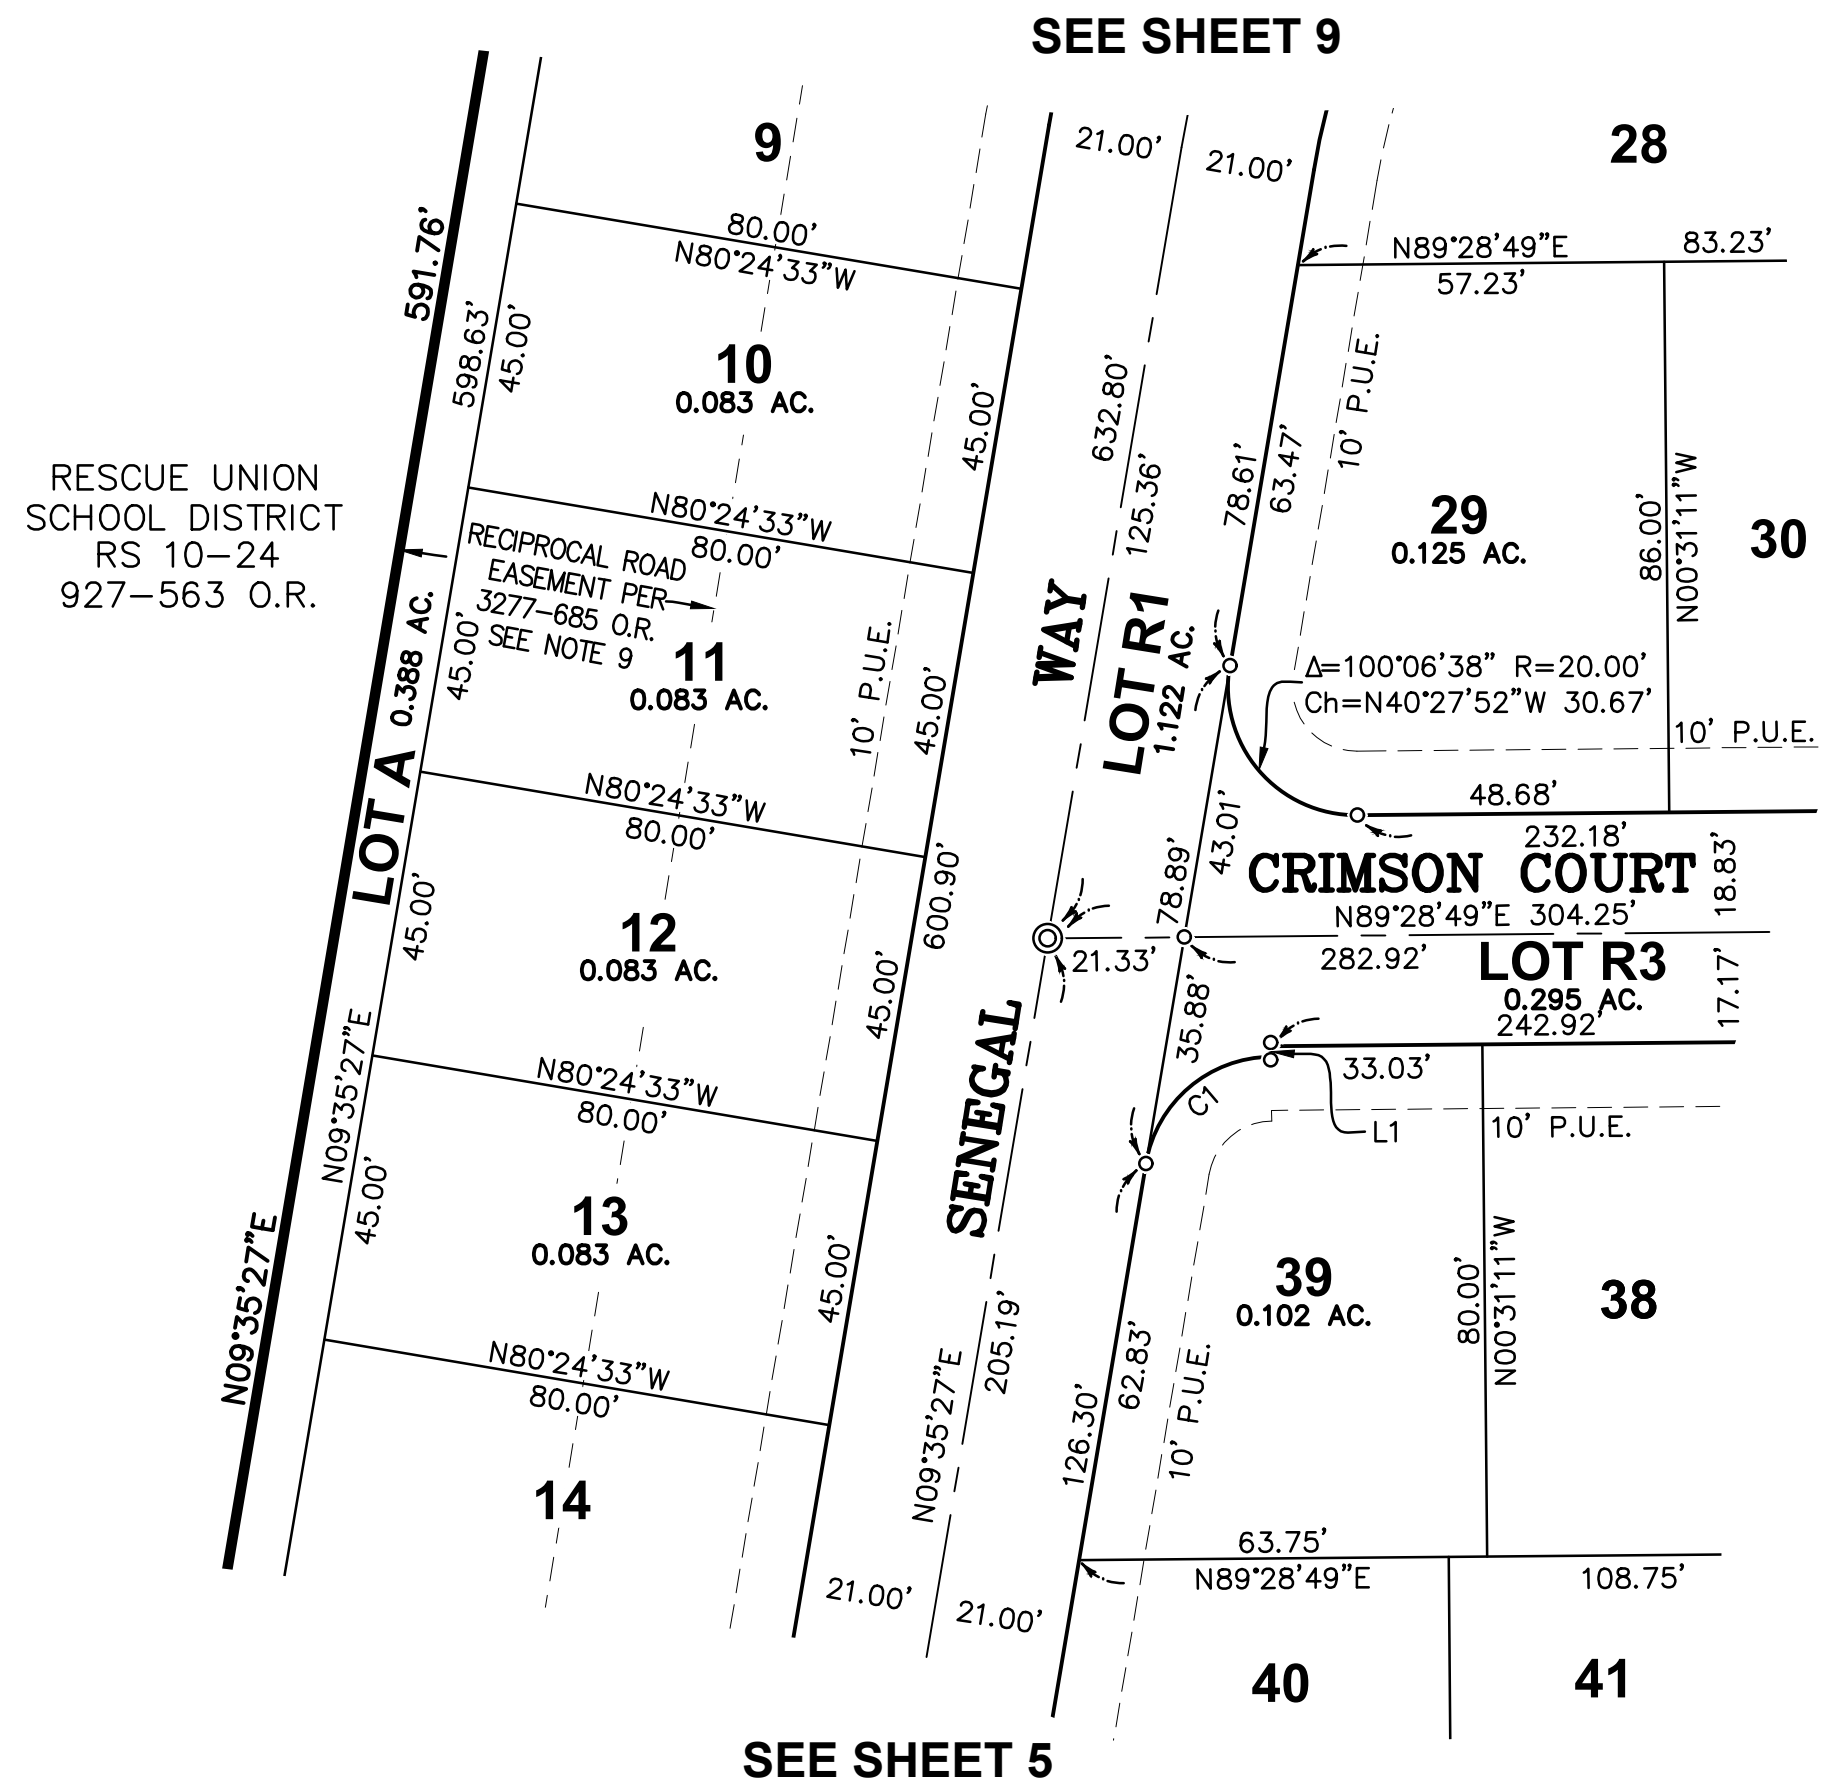 SEE SHEET 9
9
28
21.00'
21.00'
591.76'
80.00'
N80°24'33"W
N89°28'49"E
83.23'
57.23'
598.63'
45.00'
10
0.083 AC.
45.00'
632.80'
125.36'
78.61'
63.47'
10' P.U.E.
29
0.125 AC.
86.00'
N00°31'11"W
30
RESCUE UNION
SCHOOL DISTRICT
RS 10-24
927-563 O.R.
N80°24'33"W
80.00'
RECIPROCAL ROAD
EASEMENT PER
3277-685 O.R.
SEE NOTE 9
LOT A 0.388 AC.
45.00'
11
0.083 AC.
10' P.U.E.
45.00'
WAY
LOT R1
1.122 AC.
Δ=100°06'38" R=20.00'
Ch=N40°27'52"W 30.67'
10' P.U.E.
N80°24'33"W
80.00'
48.68'
232.18'
43.01'
78.89'
CRIMSON COURT
18.83'
N89°28'49"E 304.25'
21.33'
282.92'
LOT R3
0.295 AC.
242.92'
17.17'
45.00'
12
0.083 AC.
600.90'
45.00'
35.88'
33.03'
C1
L1
10' P.U.E.
N09°35'27"E
N80°24'33"W
80.00'
SENEGAL
45.00'
13
0.083 AC.
45.00'
N09°35'27"E
205.19'
N09°35'27"E
62.83'
126.30'
10' P.U.E.
39
0.102 AC.
80.00'
N00°31'11"W
38
N80°24'33"W
80.00'
14
63.75'
N89°28'49"E
108.75'
21.00'
21.00'
40
41
SEE SHEET 5